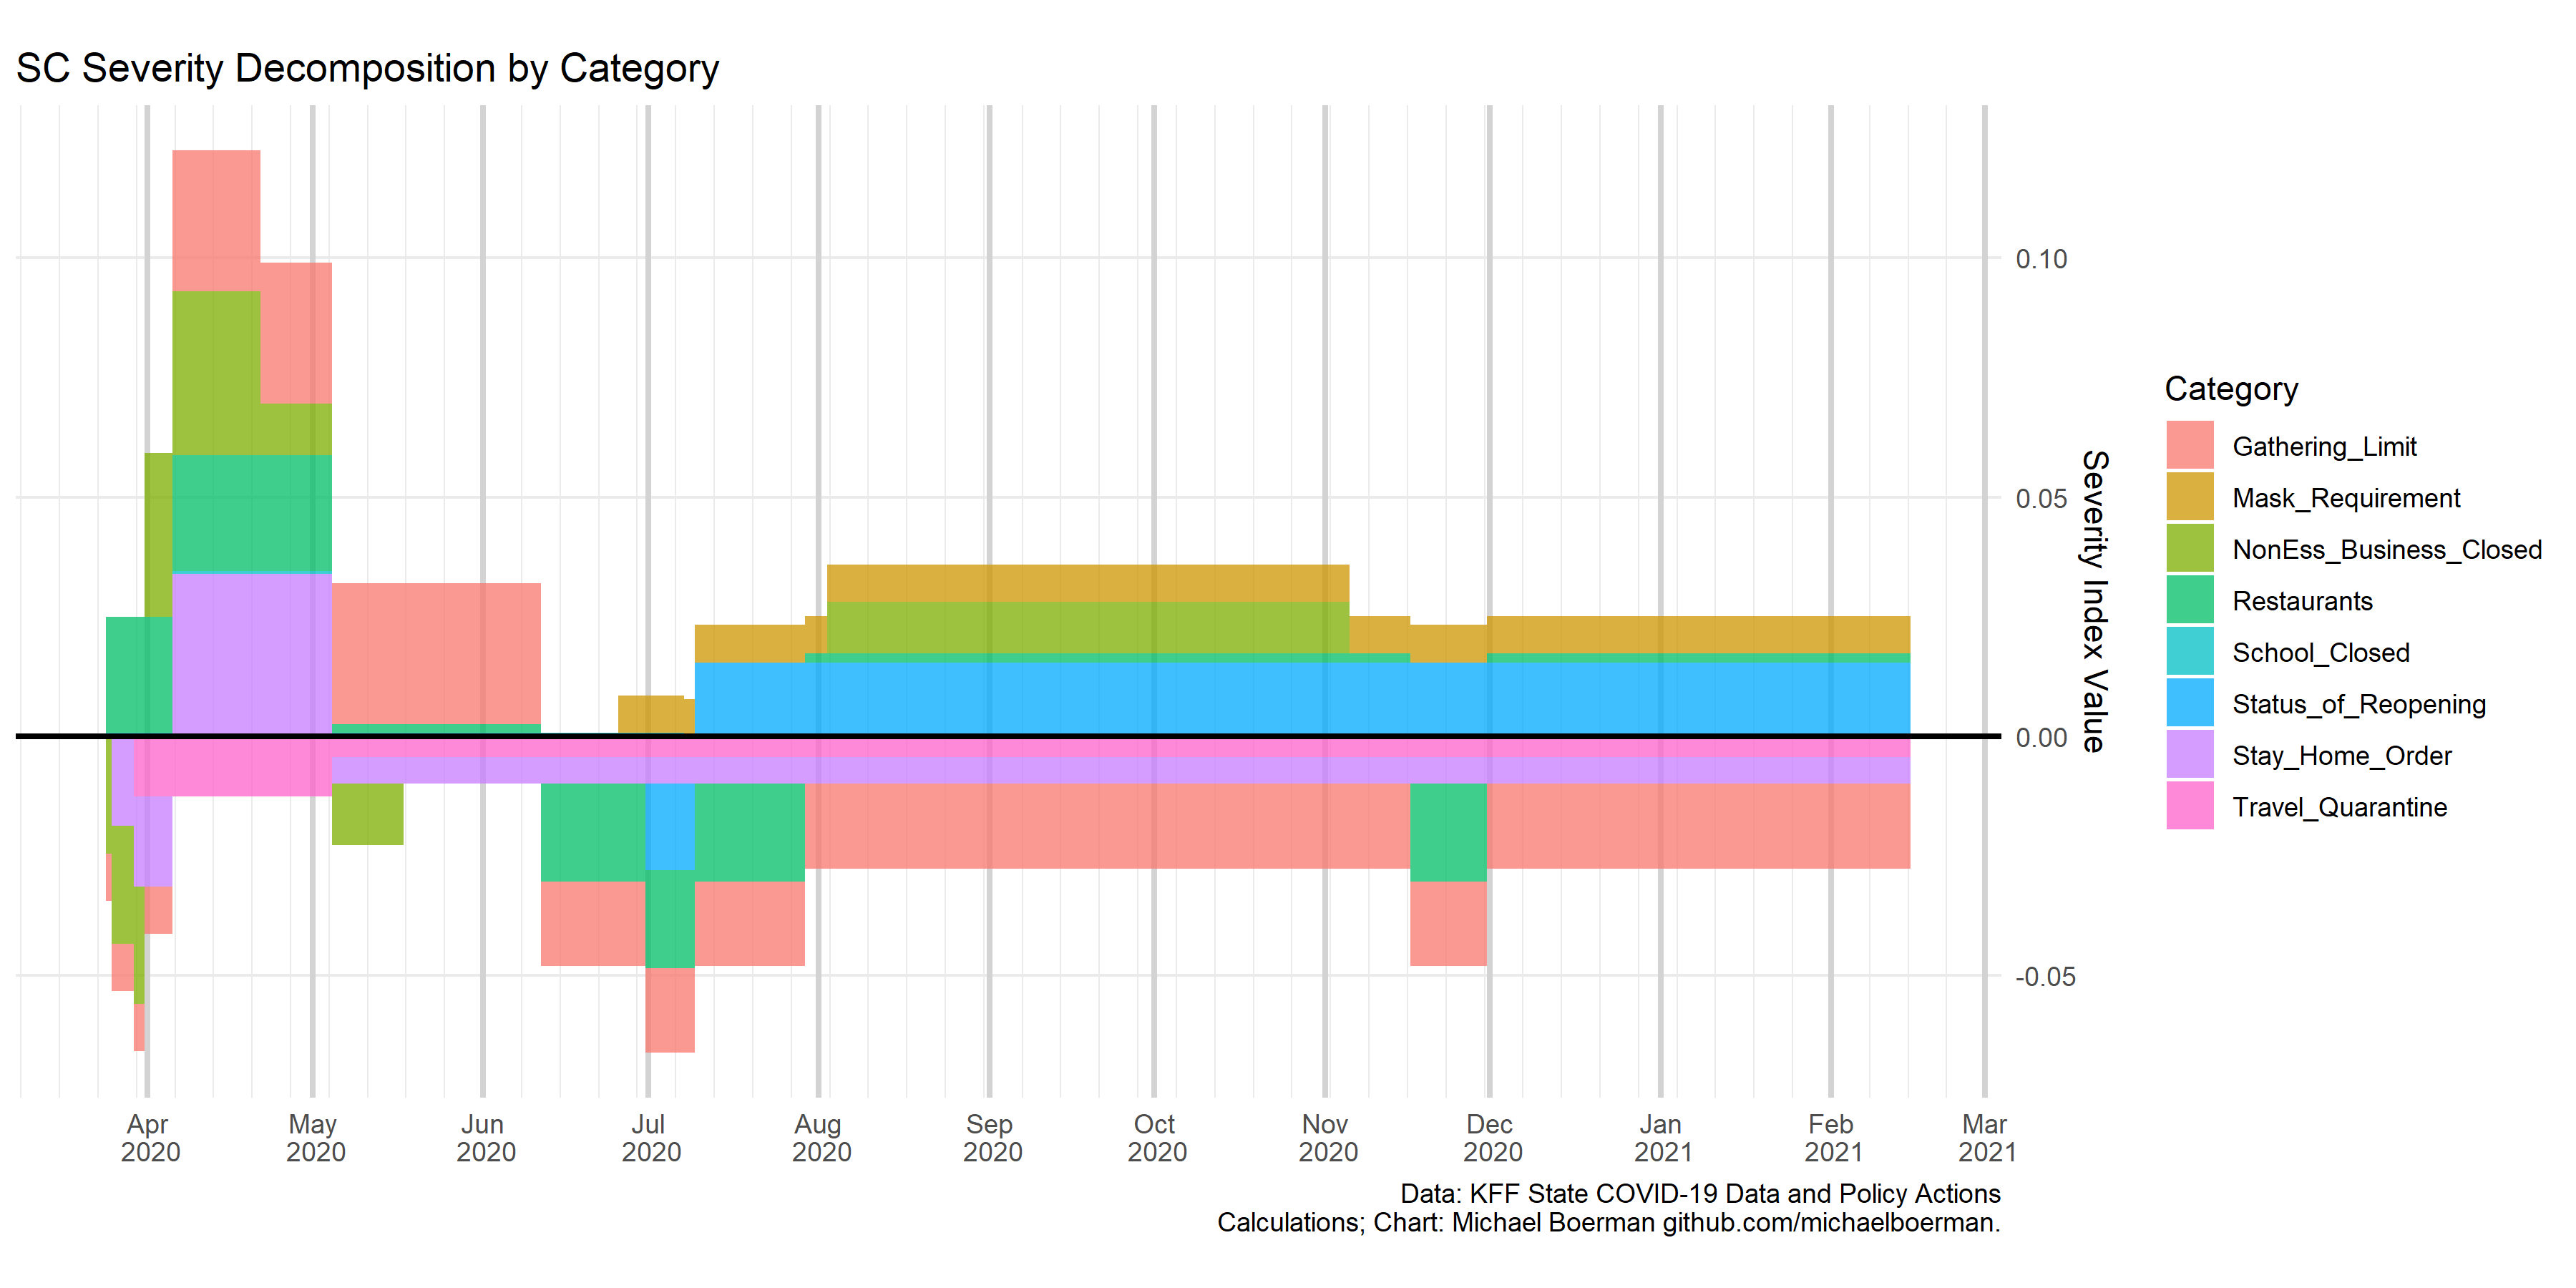 SC Severity Decomposition by Category
0.10
0.05
0.00
-0.05
Severity Index Value
Apr
2020
May
2020
Jun
2020
Jul
2020
Aug
2020
Sep
2020
Oct
2020
Nov
2020
Dec
2020
Jan
2021
Feb
2021
Mar
2021
Category
Gathering_Limit
Mask_Requirement
NonEss_Business_Closed
Restaurants
School_Closed
Status_of_Reopening
Stay_Home_Order
Travel_Quarantine
Data: KFF State COVID-19 Data and Policy Actions
Calculations; Chart: Michael Boerman github.com/michaelboerman.